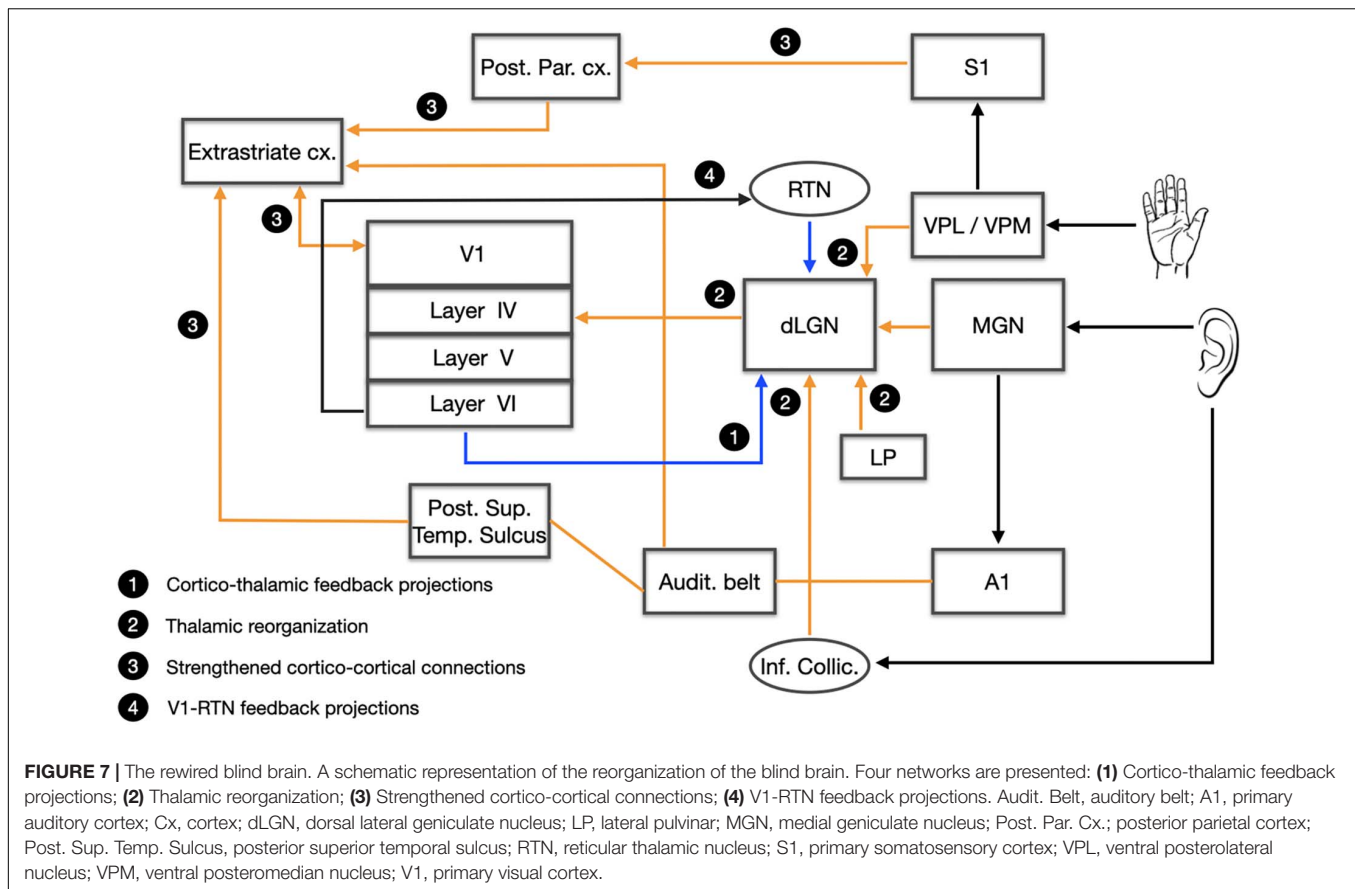 3
Post. Par. cx.
S1
3
Extrastriate cx.
4
RTN
VPL / VPM
3
V1
2
Layer IV
2
dLGN
MGN
3
Layer V
Layer VI
2
2
1
LP
Post. Sup.
Temp. Sulcus
Audit. belt
A1
Inf. Collic.
1 Cortico-thalamic feedback projections
2 Thalamic reorganization
3 Strengthened cortico-cortical connections
4 V1-RTN feedback projections
FIGURE 7 | The rewired blind brain. A schematic representation of the reorganization of the blind brain. Four networks are presented: (1) Cortico-thalamic feedback
projections; (2) Thalamic reorganization; (3) Strengthened cortico-cortical connections; (4) V1-RTN feedback projections. Audit. Belt, auditory belt; A1, primary
auditory cortex; Cx, cortex; dLGN, dorsal lateral geniculate nucleus; LP, lateral pulvinar; MGN, medial geniculate nucleus; Post. Par. Cx.; posterior parietal cortex;
Post. Sup. Temp. Sulcus, posterior superior temporal sulcus; RTN, reticular thalamic nucleus; S1, primary somatosensory cortex; VPL, ventral posterolateral
nucleus; VPM, ventral posteromedian nucleus; V1, primary visual cortex.